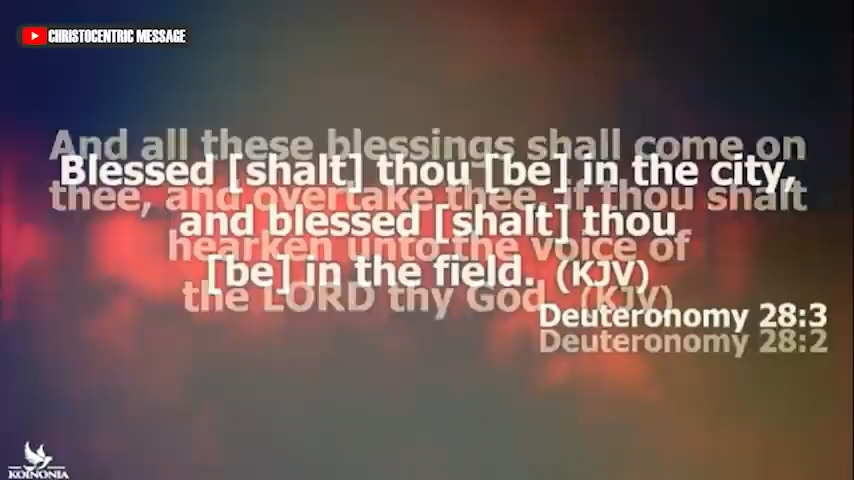 CHRISTOCENTRIC MESSAGE
And all these blessings shall come on
thee, and overtake thee, if thou shalt
hearken unto the voice of
the LORD thy God. (KJV)
Deuteronomy 28:2
Blessed [shalt] thou [be] in the city,
and blessed [shalt] thou
[be] in the field. (KJV)
Deuteronomy 28:3
KOINONIA